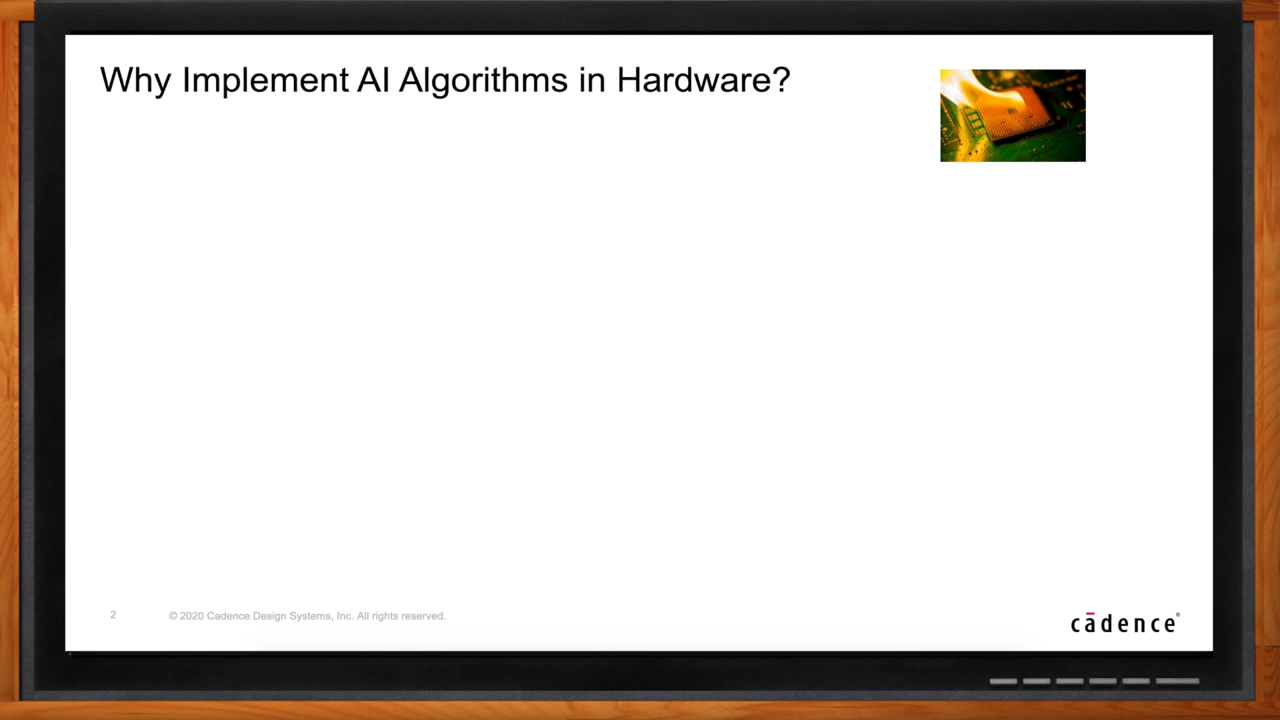 Why Implement AI Algorithms in Hardware?
2
© 2020 Cadence Design Systems, Inc. All rights reserved.
cādence®